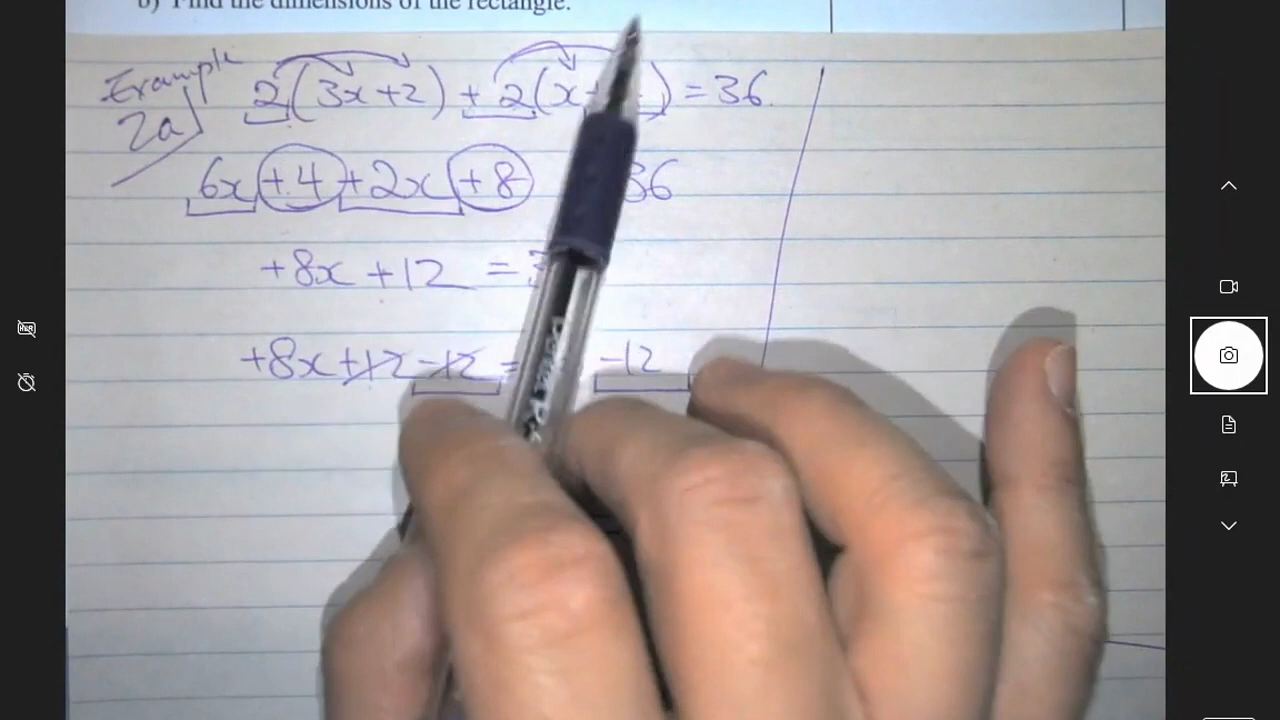 b) Find the dimensions of the rectangle.
Example 2a) 2(3x+2) + 2(x+ ) = 36.
6x +4 +2x +8 36
+8x +12 = 3
+8x +12 -12 = -12